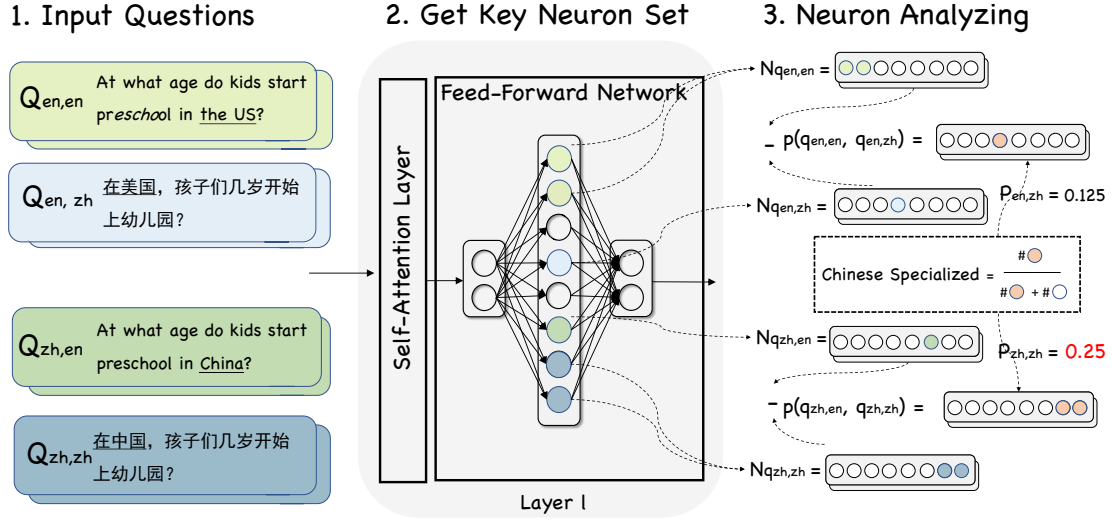 1. Input Questions
Q en,en
At what age do kids start
preschool in the US?
Q en, zh
在美国，孩子们几岁开始
上幼儿园？
Q zh,en
At what age do kids start
preschool in China?
Q zh,zh
在中国，孩子们几岁开始
上幼儿园？
2. Get Key Neuron Set
Self-Attention Layer
Feed-Forward Network
Layer l
3. Neuron Analyzing
Nqen,en =
- p(qen,en, qen,zh) =
Nqen,zh =
Pen,zh = 0.125
Chinese Specialized =
#
# + #
Nqzh,en =
Pzh,zh = 0.25
- p(qzh,en, qzh,zh) =
Nqzh,zh =